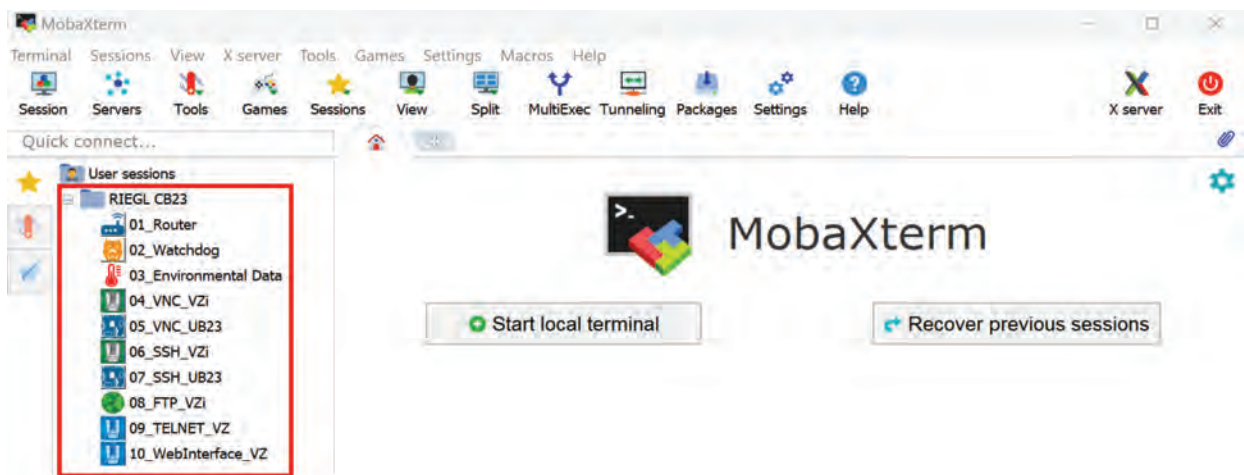 MobaXterm
Terminal Sessions View X server Tools Games Settings Macros Help
Session Servers Tools Games Sessions View Split MultiExec Tunneling Packages Settings Help X server Exit
Quick connect...
User sessions
RIEGL CB23
01_Router
02_Watchdog
03_Environmental Data
04_VNC_VZi
05_VNC_UB23
06_SSH_VZi
07_SSH_UB23
08_FTP_VZi
09_TELNET_VZ
10_WebInterface_VZ
>_
MobaXterm
Start local terminal
Recover previous sessions